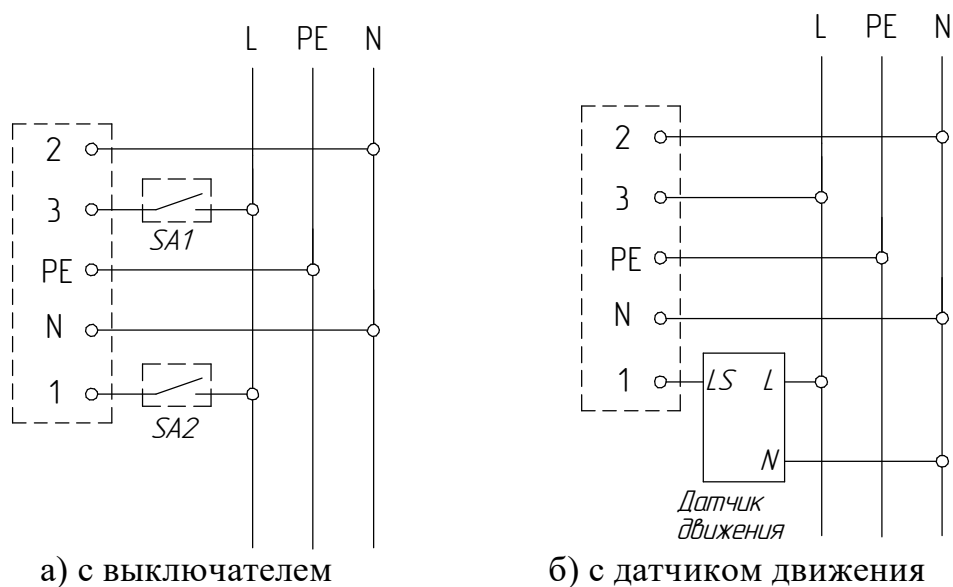 L PE N
2
3
SA1
PE
N
1
SA2
а) с выключателем
L PE N
2
3
PE
N
1
LS L
N
Датчик
движения
б) с датчиком движения